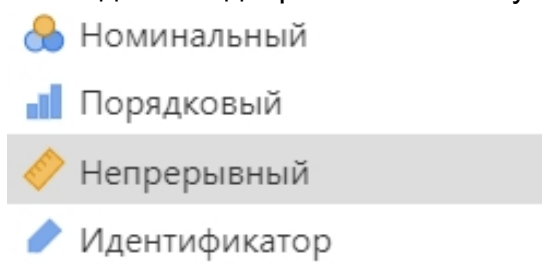 Номинальный
Порядковый
Непрерывный
Идентификатор